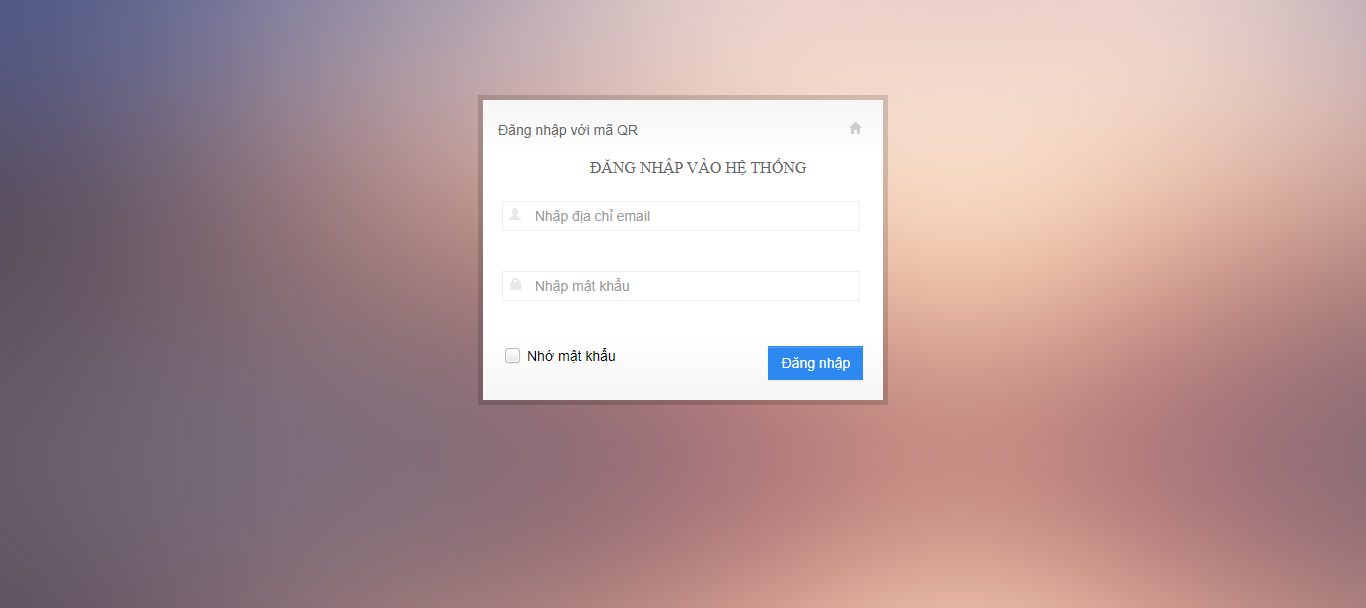 Đăng nhập với mã QR
ĐĂNG NHẬP VÀO HỆ THỐNG
Nhập địa chỉ email
Nhập mật khẩu
Nhớ mật khẩu
Đăng nhập